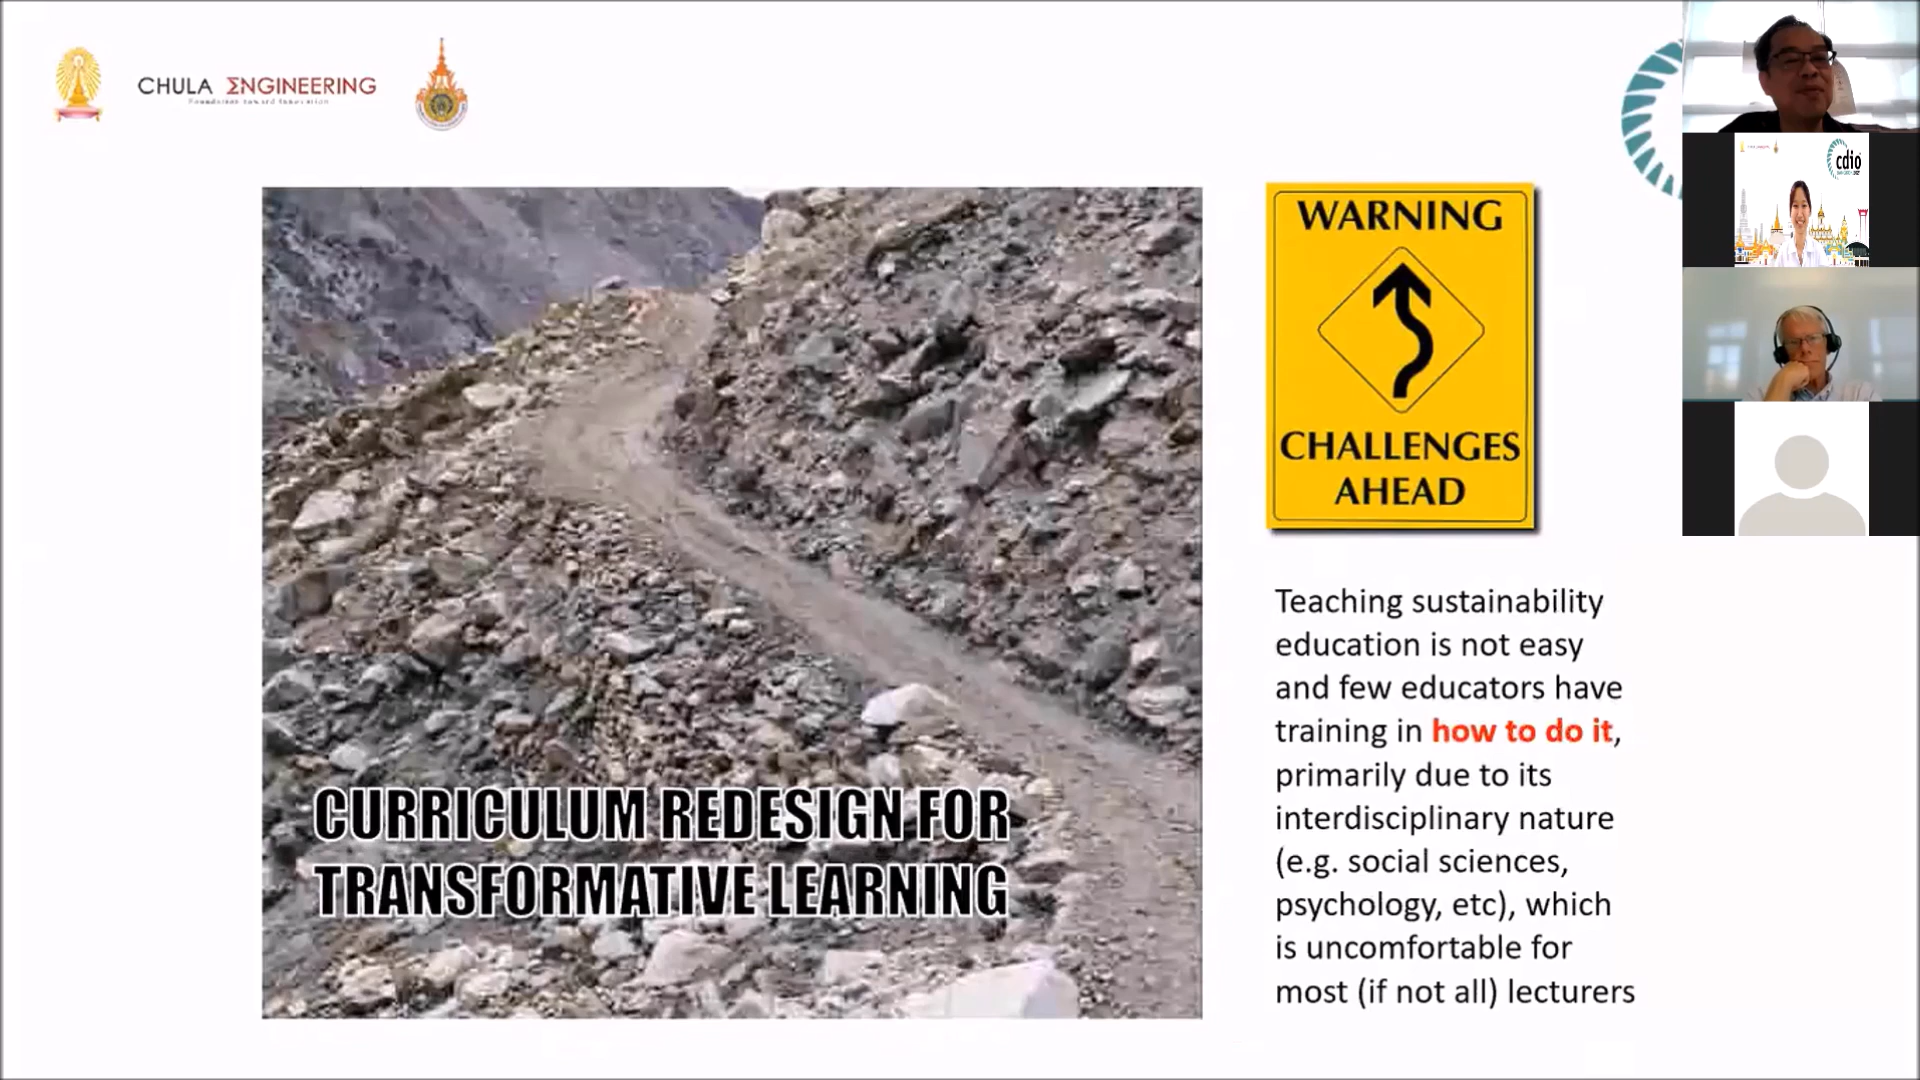 CHULA ΣNGINEERING
Foundation toward Innovation
cdio
WARNING
CHALLENGES
AHEAD
Teaching sustainability
education is not easy
and few educators have
training in how to do it,
primarily due to its
interdisciplinary nature
(e.g. social sciences,
psychology, etc), which
is uncomfortable for
most (if not all) lecturers
CURRICULUM REDESIGN FOR
TRANSFORMATIVE LEARNING